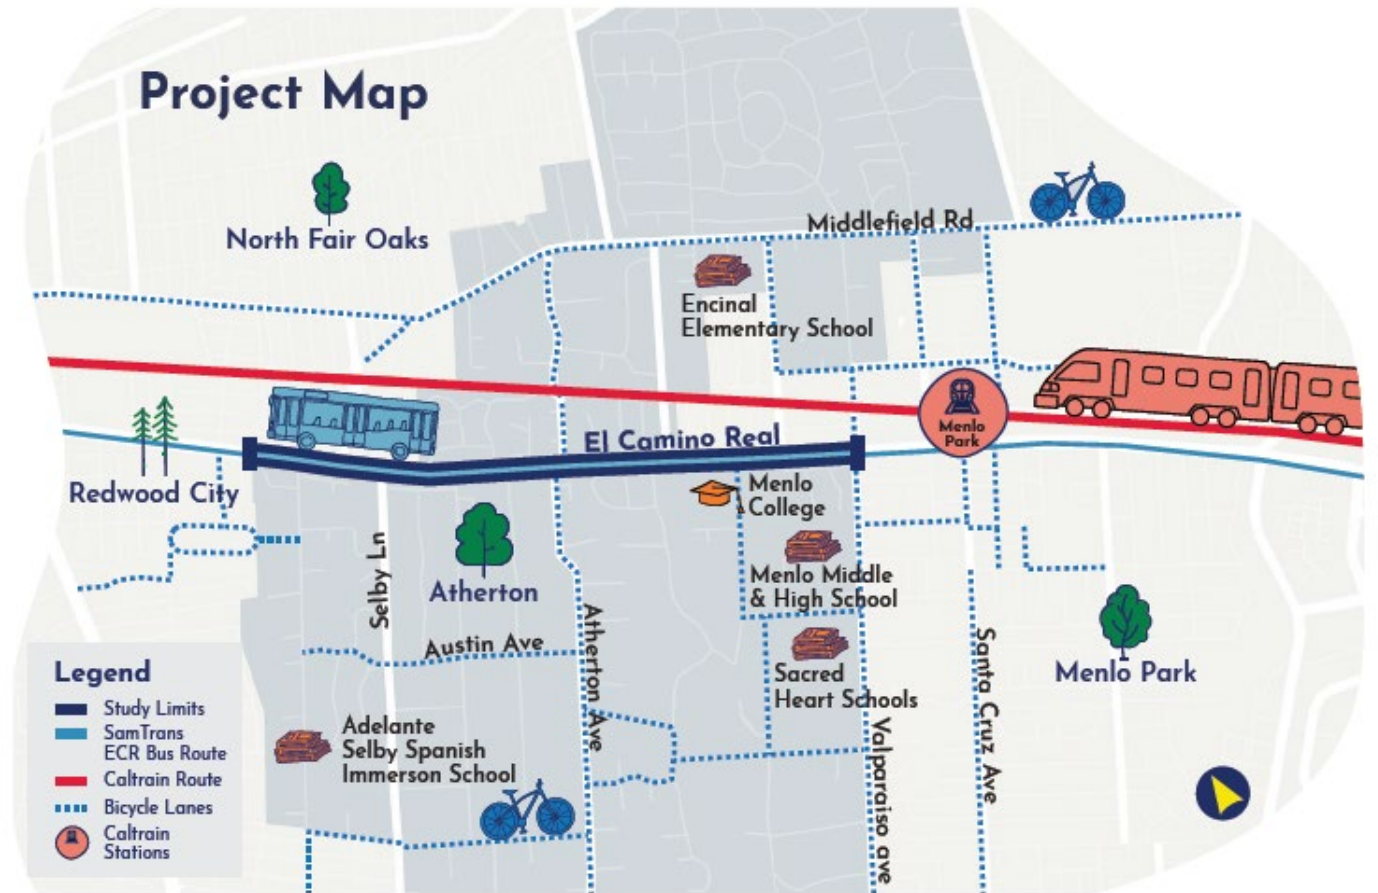 Project Map
North Fair Oaks
Middlefield Rd
Encinal
Elementary School
Menlo
Park
El Camino Real
Redwood City
Menlo
College
Selby Ln
Atherton
Menlo Middle
& High School
Atherton Ave
Austin Ave
Sacred
Heart Schools
Santa Cruz Ave
Menlo Park
Valparaiso ave
Adelante
Selby Spanish
Immerson School
Legend
Study Limits
SamTrans
ECR Bus Route
Caltrain Route
Bicycle Lanes
Caltrain
Stations